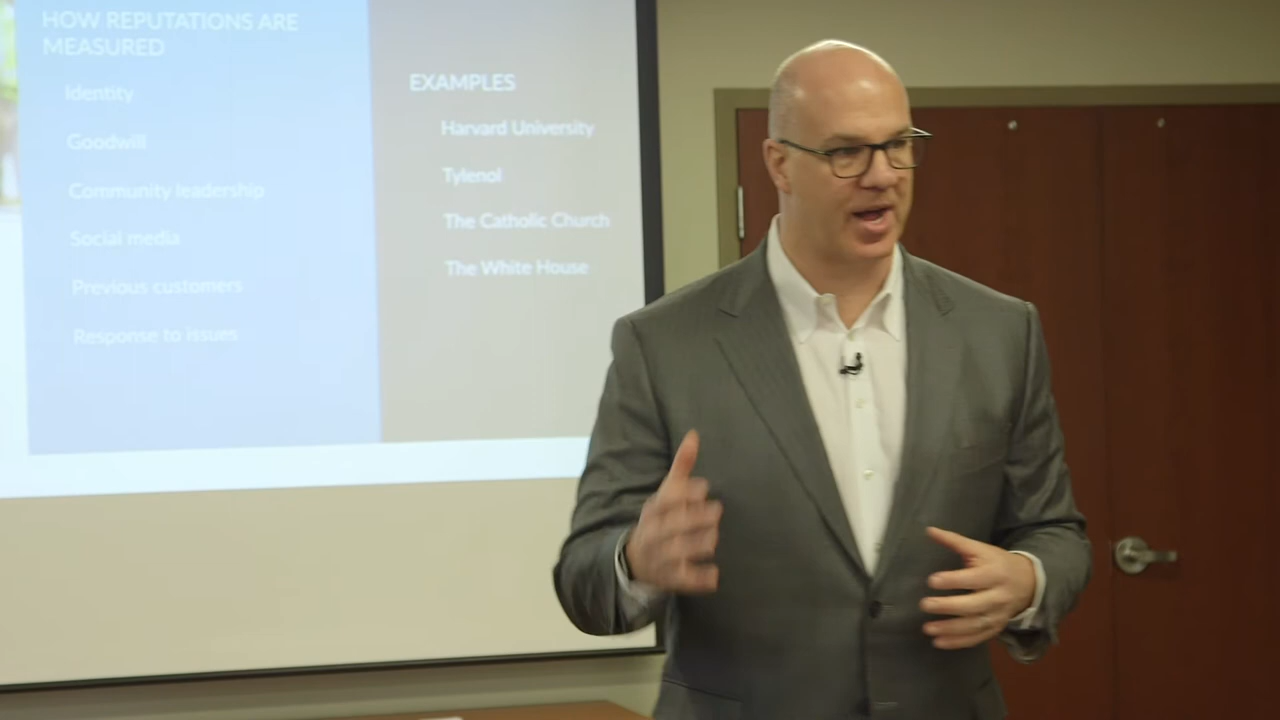 HOW REPUTATIONS ARE
MEASURED
Identity
Goodwill
Community leadership
Social media
Previous customers
Response to issues
EXAMPLES
Harvard University
Tylenol
The Catholic Church
The White House